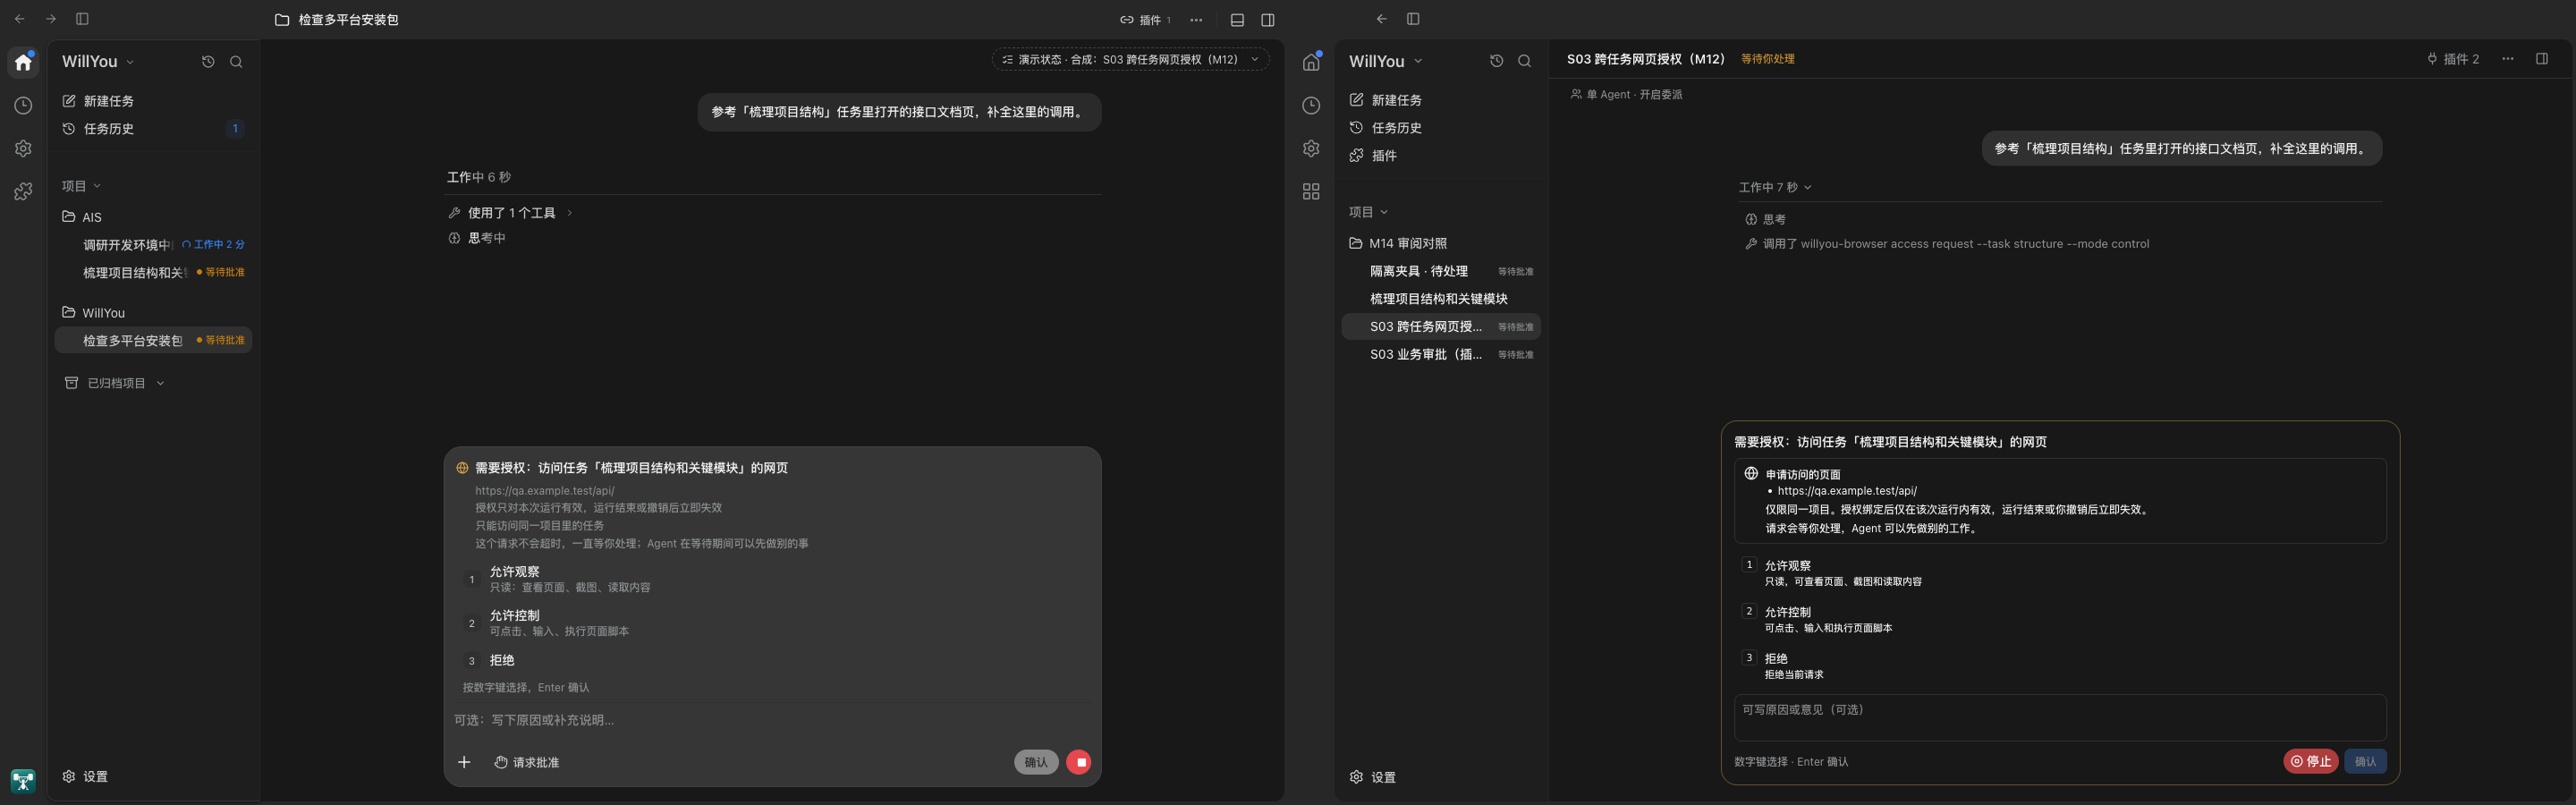 检查多平台安装包
插件 1
WillYou
新建任务
任务历史
1
项目
AIS
调研开发环境中
工作中 2 分
梳理项目结构和关
等待批准
WillYou
检查多平台安装包
等待批准
已归档项目
设置
演示状态 · 合成：S03 跨任务网页授权（M12）
参考「梳理项目结构」任务里打开的接口文档页，补全这里的调用。
工作中 6 秒
使用了 1 个工具
思考中
需要授权：访问任务「梳理项目结构和关键模块」的网页
https://qa.example.test/api/
授权只对本次运行有效，运行结束或撤销后立即失效
只能访问同一项目里的任务
这个请求不会超时，一直等你处理；Agent 在等待期间可以先做别的事
1
允许观察
只读：查看页面、截图、读取内容
2
允许控制
可点击、输入、执行页面脚本
3
拒绝
按数字键选择，Enter 确认
可选：写下原因或补充说明...
请求批准
确认
WillYou
新建任务
任务历史
插件
项目
M14 审阅对照
隔离夹具 · 待处理
等待批准
梳理项目结构和关键模块
S03 跨任务网页授...
等待批准
S03 业务审批（插...
等待批准
设置
S03 跨任务网页授权（M12）
等待你处理
插件 2
单 Agent · 开启委派
参考「梳理项目结构」任务里打开的接口文档页，补全这里的调用。
工作中 7 秒
思考
调用了 willyou-browser access request --task structure --mode control
需要授权：访问任务「梳理项目结构和关键模块」的网页
申请访问的页面
• https://qa.example.test/api/
仅限同一项目。授权绑定后仅在该次运行内有效，运行结束或你撤销后立即失效。
请求会等你处理，Agent 可以先做别的工作。
1
允许观察
只读，可查看页面、截图和读取内容
2
允许控制
可点击、输入和执行页面脚本
3
拒绝
拒绝当前请求
可写原因或意见（可选）
数字键选择 · Enter 确认
停止
确认